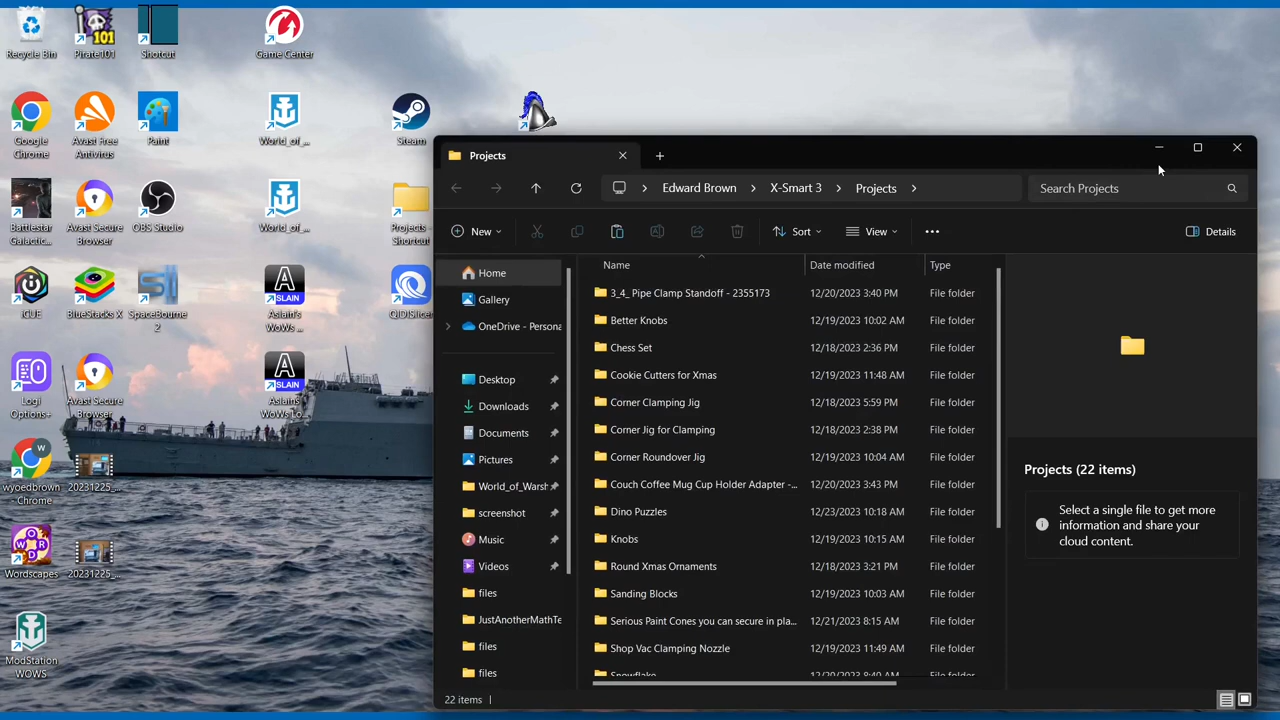 Recycle Bin
Pirate101
Shotcut
Game Center
Google
Chrome
Avast Free
Antivirus
Paint
World_of_...
Steam
Battlestar
Galactic...
Avast Secure
Browser
OBS Studio
World_of_...
Projects -
Shortcut
iCUE
BlueStacks X
SpaceBourne
2
A
SLAIN
Aslain's
WoWs ...
QIDISlicer
Logi
Options+
Avast Secure
Browser
A
SLAIN
Aslains
WoWs Lo...
W
wyoedbrown
- Chrome
20231225_...
Wordscapes
20231225_...
ModStation
WOWS
Projects
Edward Brown
X-Smart 3
Projects
Search Projects
New
Sort
View
Details
Home
Gallery
OneDrive - Persona
Desktop
Downloads
Documents
Pictures
World_of_Warsh
screenshot
Music
Videos
files
JustAnotherMathTe
files
files
Name Date modified Type
3_4_ Pipe Clamp Standoff - 2355173 12/20/2023 3:40 PM File folder
Better Knobs 12/19/2023 10:02 AM File folder
Chess Set 12/18/2023 2:36 PM File folder
Cookie Cutters for Xmas 12/19/2023 11:48 AM File folder
Corner Clamping Jig 12/18/2023 5:59 PM File folder
Corner Jig for Clamping 12/18/2023 2:38 PM File folder
Corner Roundover Jig 12/19/2023 10:04 AM File folder
Couch Coffee Mug Cup Holder Adapter -... 12/20/2023 3:43 PM File folder
Dino Puzzles 12/23/2023 10:18 AM File folder
Knobs 12/19/2023 10:15 AM File folder
Round Xmas Ornaments 12/18/2023 3:21 PM File folder
Sanding Blocks 12/19/2023 10:03 AM File folder
Serious Paint Cones you can secure in pla... 12/21/2023 8:15 AM File folder
Shop Vac Clamping Nozzle 12/19/2023 11:49 AM File folder
Snowflake 12/20/2023 8:40 AM File folder
Projects (22 items)
Select a single file to get more
information and share your
cloud content.
22 items